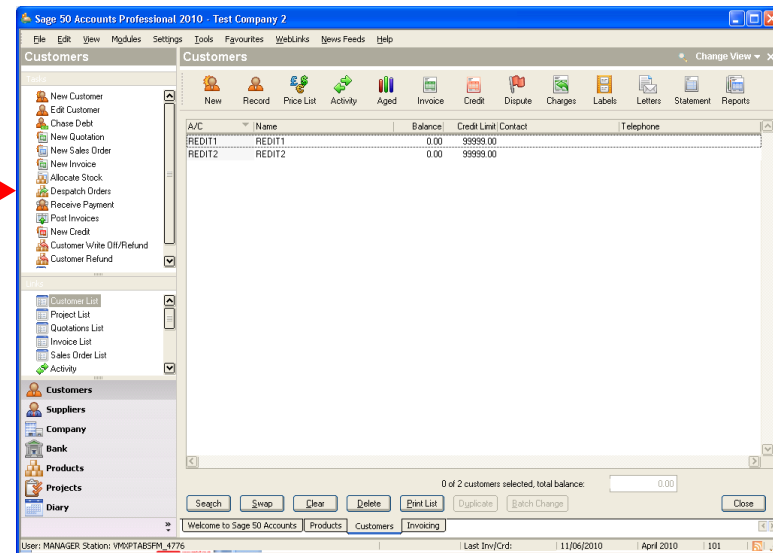 Sage 50 Accounts Professional 2010 - Test Company 2
File Edit View Modules Settings Tools Favourites WebLinks News Feeds Help
Customers
Customers Change View
Tasks
New Customer
Edit Customer
Chase Debt
New Quotation
New Sales Order
New Invoice
Allocate Stock
Despatch Orders
Receive Payment
Post Invoices
New Credit
Customer Write Off/Refund
Customer Refund
Links
Customer List
Project List
Quotations List
Invoice List
Sales Order List
Activity
Customers
Suppliers
Company
Bank
Products
Projects
Diary
New Record Price List Activity Aged Invoice Credit Dispute Charges Labels Letters Statement Reports
A/C Name Balance Credit Limit Contact Telephone
REDIT1 REDIT1 0.00 99999.00
REDIT2 REDIT2 0.00 99999.00
0 of 2 customers selected, total balance: 0.00
Search Swap Clear Delete Print List Duplicate Batch Change Close
Welcome to Sage 50 Accounts Products Customers Invoicing
User: MANAGER Station: VMXPTABSFM_4776 Last Inv/Crd: 11/06/2010 April 2010 101